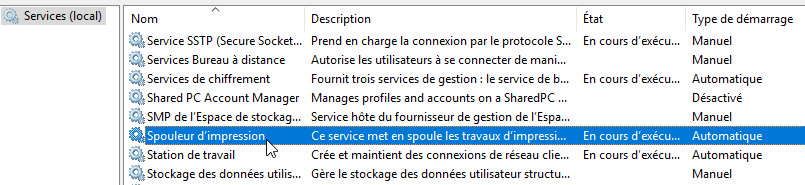 Services (local)
Nom Description État Type de démarrage
Service SSTP (Secure Socket... Prend en charge la connexion par le protocole S... En cours d'exécu... Manuel
Services Bureau à distance Autorise les utilisateurs à se connecter de mani... Manuel
Services de chiffrement Fournit trois services de gestion : le service de b... En cours d'exécu... Automatique
Shared PC Account Manager Manages profiles and accounts on a SharedPC ... Désactivé
SMP de l'Espace de stockag... Service hôte du fournisseur de gestion de l'Espa... Manuel
Spouleur d'impression Ce service met en spoule les travaux d'impressi... En cours d'exécu... Automatique
Station de travail Crée et maintient des connexions de réseau clie... En cours d'exécu... Automatique
Stockage des données utilis... Gère le stockage des données utilisateur structu... Manuel